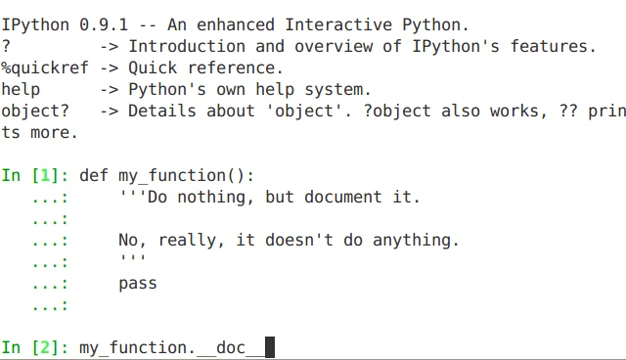 IPython 0.9.1 -- An enhanced Interactive Python.
?         -> Introduction and overview of IPython's features.
%quickref -> Quick reference.
help      -> Python's own help system.
object?   -> Details about 'object'. ?object also works, ?? prin
ts more.
In [1]: def my_function():
   ...:     '''Do nothing, but document it.
   ...:
   ...:     No, really, it doesn't do anything.
   ...:     '''
   ...:     pass
   ...:
In [2]: my_function.__doc__